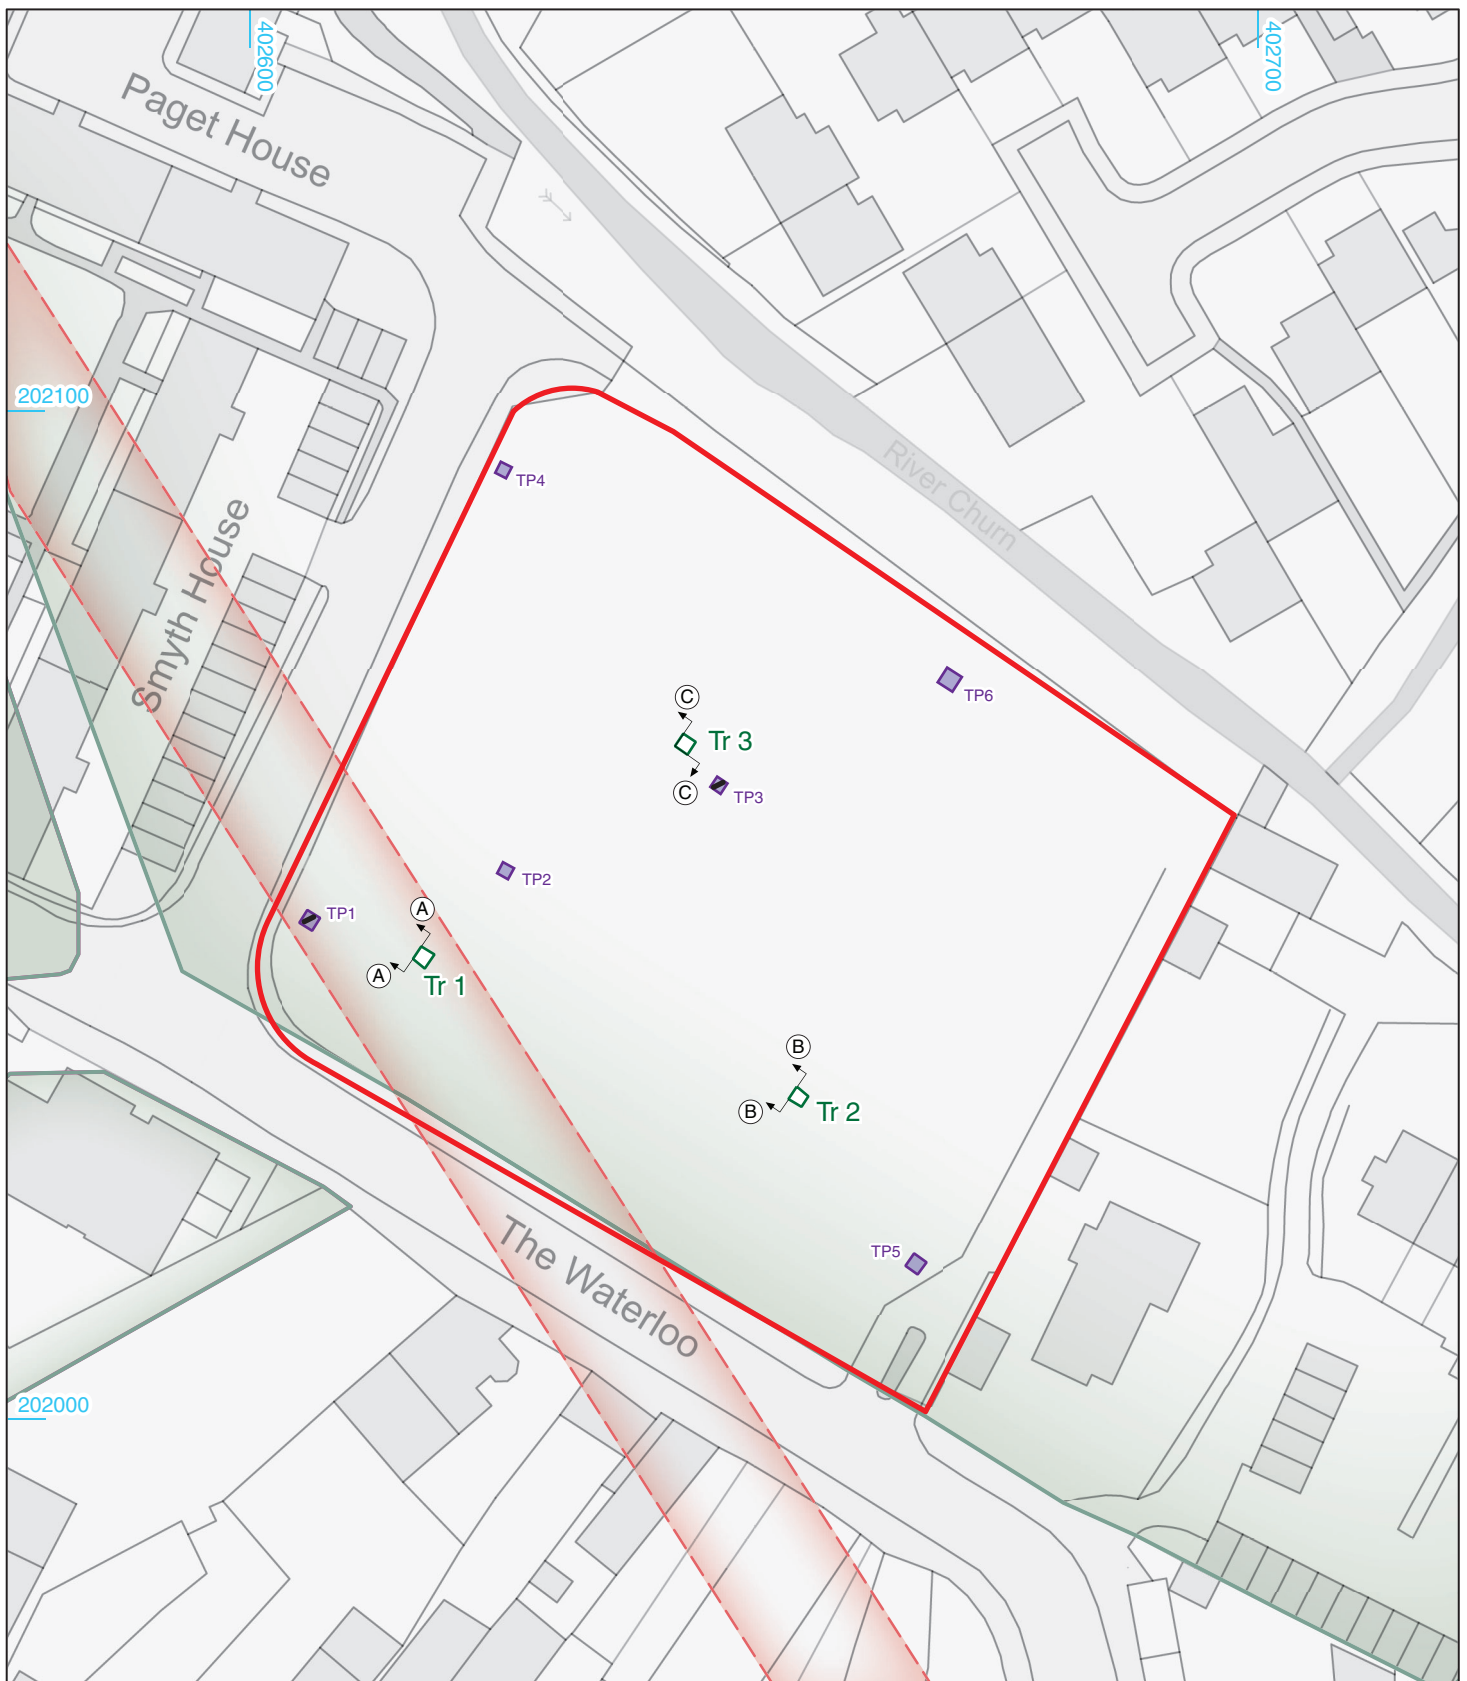 402600
402700
Paget House
202100
River Churn
TP4
Smyth House
TP6
C
Tr 3
C
TP3
TP2
A
TP1
A
Tr 1
B
B
Tr 2
TP5
The Waterloo
202000